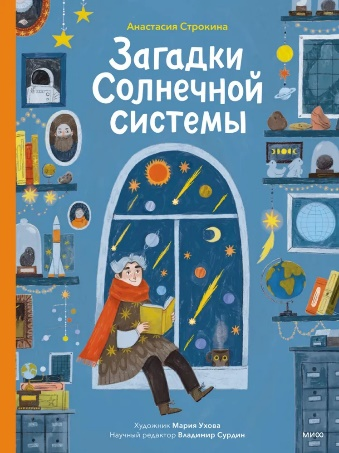 Анастасия Строкина
Загадки
Солнечной
системы
Художник Мария Ухова
Научный редактор Владимир Сурдин
МИФ